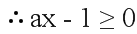 ∴ ax - 1 ≥ 0